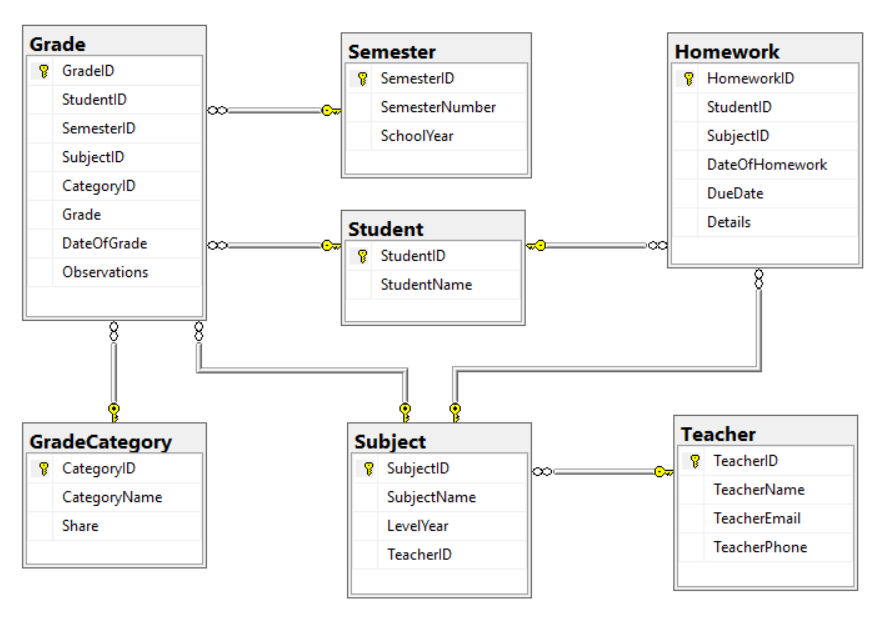 Grade
GradeID
StudentID
SemesterID
SubjectID
CategoryID
Grade
DateOfGrade
Observations
Semester
SemesterID
SemesterNumber
SchoolYear
Homework
HomeworkID
StudentID
SubjectID
DateOfHomework
DueDate
Details
Student
StudentID
StudentName
GradeCategory
CategoryID
CategoryName
Share
Subject
SubjectID
SubjectName
LevelYear
TeacherID
Teacher
TeacherID
TeacherName
TeacherEmail
TeacherPhone